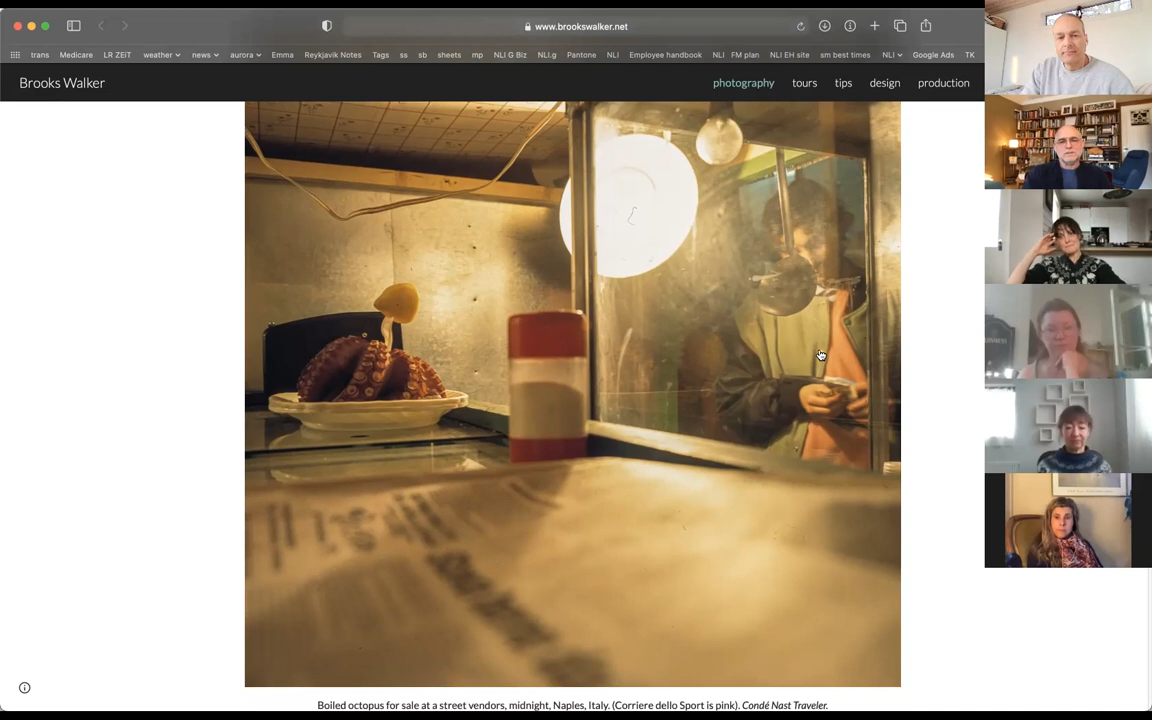 www.brookswalker.net
trans Medicare LR ZEIT weather news aurora Emma Reykjavik Notes Tags ss sb sheets mp NLI G Biz NLI.g Pantone NLI Employee handbook NLI FM plan NLI EH site sm best times NLI Google Ads TK
Brooks Walker photography tours tips design production
Boiled octopus for sale at a street vendors, midnight, Naples, Italy. (Corriere dello Sport is pink). Condé Nast Traveler.